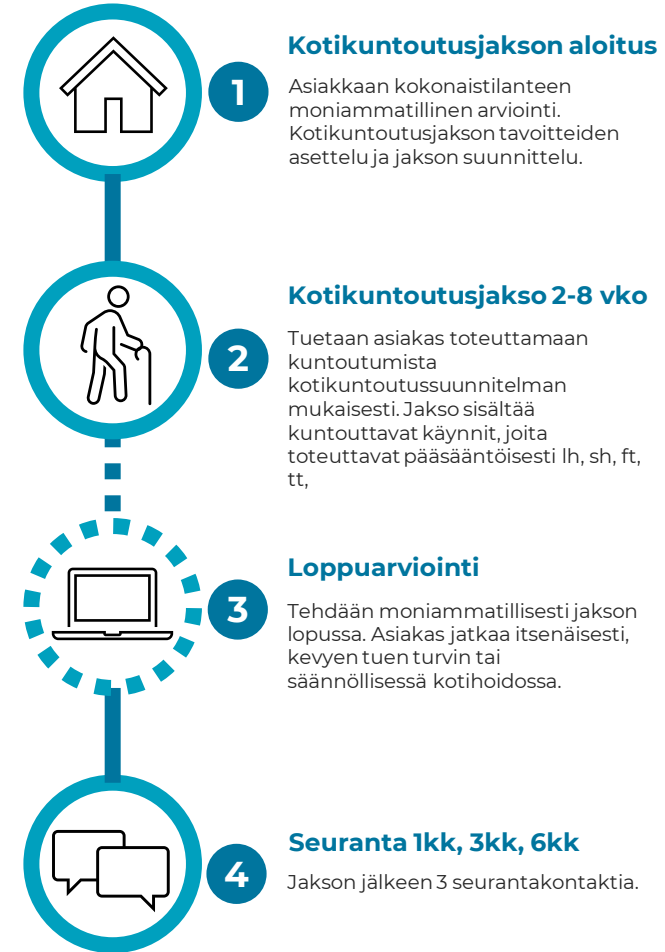 1
Kotikuntoutusjakson aloitus
Asiakkaan kokonaistilanteen
moniammatillinen arviointi.
Kotikuntoutusjakson tavoitteiden
asettelu ja jakson suunnittelu.
2
Kotikuntoutusjakso 2-8 vko
Tuetaan asiakas toteuttamaan
kuntoutumista
kotikuntoutussuunnitelman
mukaisesti. Jakso sisältää
kuntouttavat käynnit, joita
toteuttavat pääsääntöisesti lh, sh, ft,
tt,
3
Loppuarviointi
Tehdään moniammatillisesti jakson
lopussa. Asiakas jatkaa itsenäisesti,
kevyen tuen turvin tai
säännöllisessä kotihoidossa.
4
Seuranta 1kk, 3kk, 6kk
Jakson jälkeen 3 seurantakontaktia.